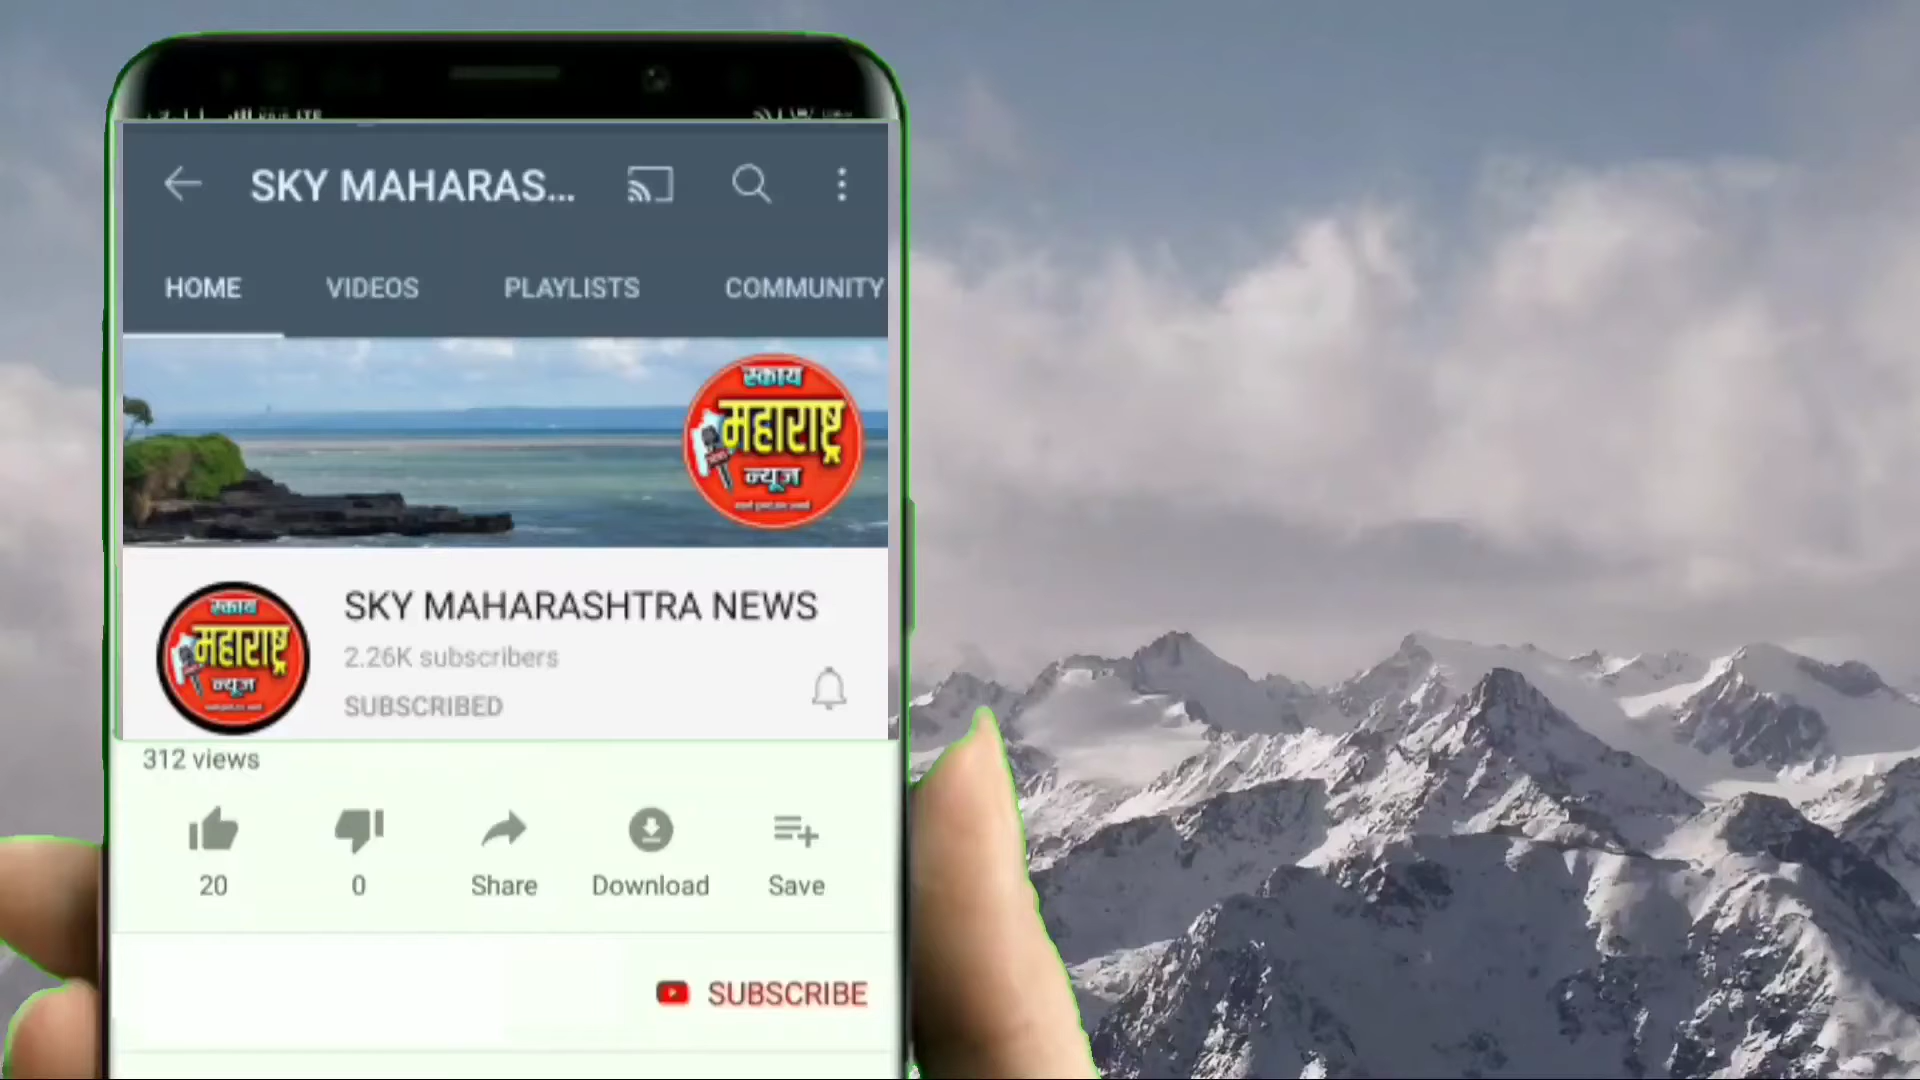 SKY MAHARAS...
HOME VIDEOS PLAYLISTS COMMUNITY
स्काय
महाराष्ट्र
न्यूज
स्काय
महाराष्ट्र
न्यूज
SKY MAHARASHTRA NEWS
2.26K subscribers
SUBSCRIBED
312 views
20 0 Share Download Save
SUBSCRIBE